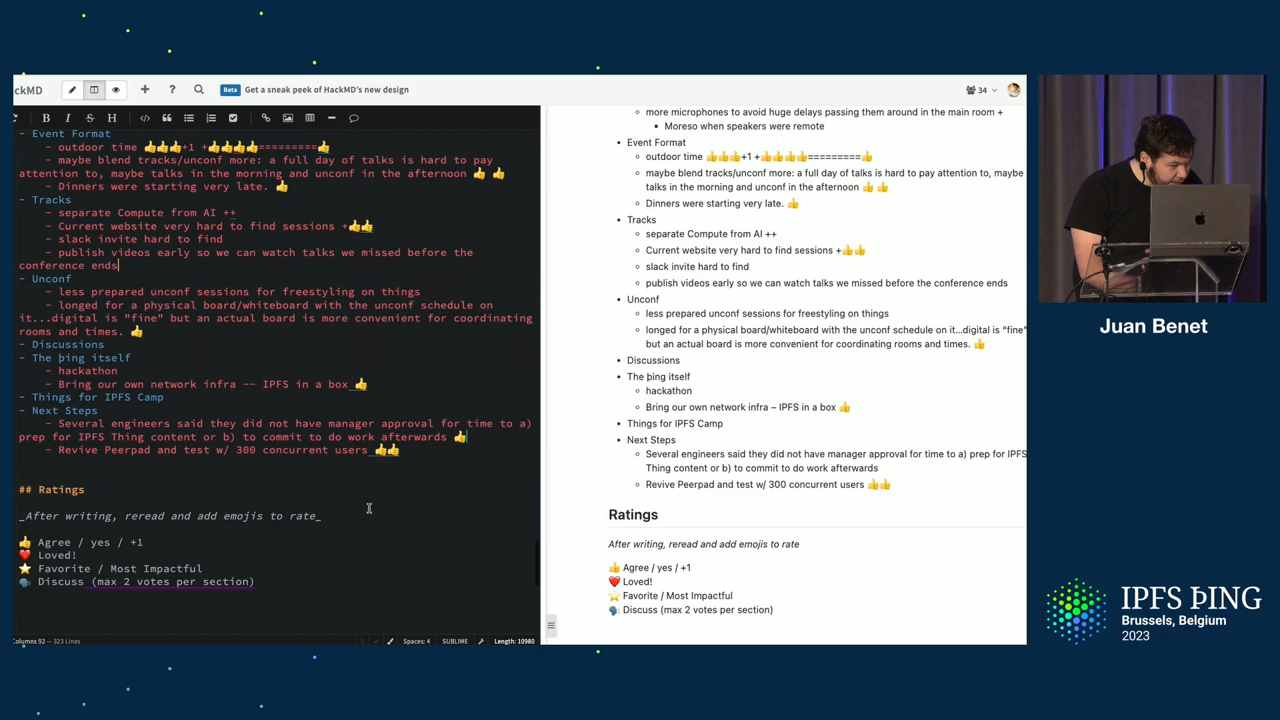 ckMD
Beta Get a sneak peek of HackMD's new design
34
- Event Format
- outdoor time 👍👍👍+1 +👍👍👍👍=========👍
- maybe blend tracks/unconf more: a full day of talks is hard to pay
attention to, maybe talks in the morning and unconf in the afternoon 👍 👍
- Dinners were starting very late. 👍
- Tracks
- separate Compute from AI ++
- Current website very hard to find sessions +👍👍
- slack invite hard to find
- publish videos early so we can watch talks we missed before the
conference ends
- Unconf
- less prepared unconf sessions for freestyling on things
- longed for a physical board/whiteboard with the unconf schedule on
it...digital is "fine" but an actual board is more convenient for coordinating
rooms and times. 👍
- Discussions
- The þing itself
- hackathon
- Bring our own network infra -- IPFS in a box 👍
- Things for IPFS Camp
- Next Steps
- Several engineers said they did not have manager approval for time to a)
prep for IPFS Thing content or b) to commit to do work afterwards 👍
- Revive Peerpad and test w/ 300 concurrent users 👍👍
## Ratings
_After writing, reread and add emojis to rate_
👍 Agree / yes / +1
❤️ Loved!
⭐ Favorite / Most Impactful
🗣️ Discuss (max 2 votes per section)
Columns 92 — 323 Lines
Spaces: 4
SUBLIME
Length: 10980
more microphones to avoid huge delays passing them around in the main room +
Moreso when speakers were remote
Event Format
outdoor time 👍👍👍+1 +👍👍👍👍=========👍
maybe blend tracks/unconf more: a full day of talks is hard to pay attention to, maybe
talks in the morning and unconf in the afternoon 👍 👍
Dinners were starting very late. 👍
Tracks
separate Compute from AI ++
Current website very hard to find sessions +👍👍
slack invite hard to find
publish videos early so we can watch talks we missed before the conference ends
Unconf
less prepared unconf sessions for freestyling on things
longed for a physical board/whiteboard with the unconf schedule on it…digital is “fine”
but an actual board is more convenient for coordinating rooms and times. 👍
Discussions
The þing itself
hackathon
Bring our own network infra – IPFS in a box 👍
Things for IPFS Camp
Next Steps
Several engineers said they did not have manager approval for time to a) prep for IPFS
Thing content or b) to commit to do work afterwards
Revive Peerpad and test w/ 300 concurrent users 👍👍
Ratings
After writing, reread and add emojis to rate
👍 Agree / yes / +1
❤️ Loved!
⭐ Favorite / Most Impactful
🗣️ Discuss (max 2 votes per section)
Juan Benet
IPFS ÞING
Brussels, Belgium
2023